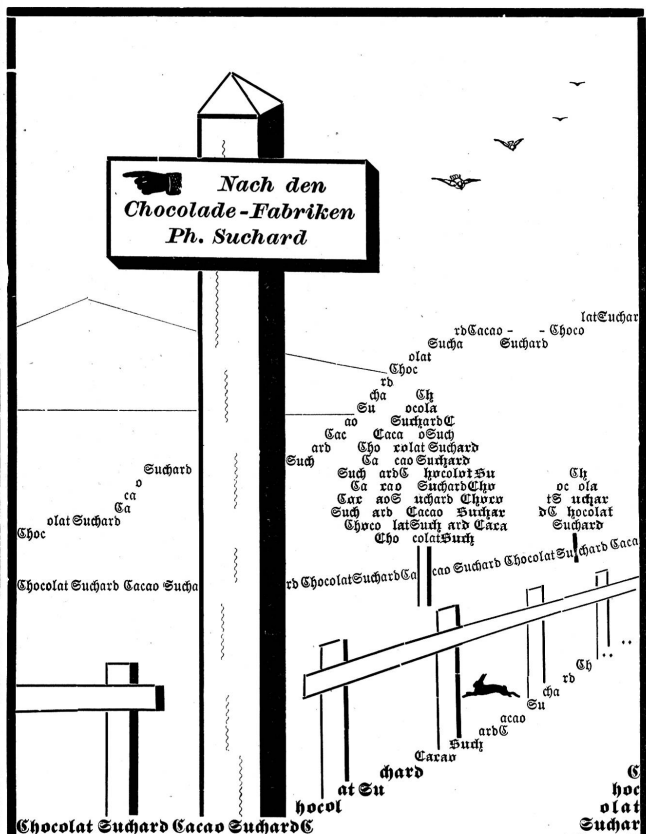 Nach den
Chocolade-Fabriken
Ph. Suchard
latSuchar
rdCacao - - Choco
Sucha Suchard
olat
Choc
rd
cha Ch
Su ocola
ao SuchardC
Cac Caca oSuch
ard Cho colat Suchard
Such Ca cao Suchard
Suchard Such ardC hocolotSu Ch
o Ca cao SuchardCho oc ola
ca Cac aoS uchard Choco tS uchar
Ca Such ard Cacao Suchar dC hocolat
olat Suchard Choco latSuch ard Caca Suchard
Choc Cho colatSuch
Chocolat Suchard Cacao Sucha rd ChocolatSuchardCa cao Suchard ChocolatSuchard Caca
Ch
rd
cha
Su
acao
ardC
Such
Cacao
chard
at Su
hocol
Chocolat Suchard Cacao SuchardC
C
hoc
olat
Suchar